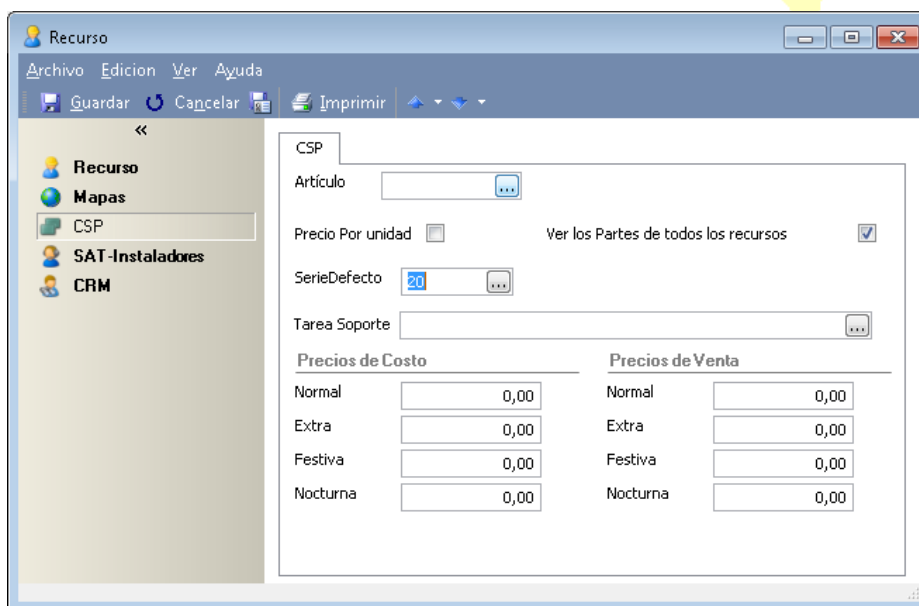 Recurso
Archivo Edicion Ver Ayuda
Guardar Cancelar Imprimir
«
Recurso
Mapas
CSP
SAT-Instaladores
CRM
CSP
Artículo ...
Precio Por unidad Ver los Partes de todos los recursos
SerieDefecto 20 ...
Tarea Soporte ...
Precios de Costo Precios de Venta
Normal 0,00 Normal 0,00
Extra 0,00 Extra 0,00
Festiva 0,00 Festiva 0,00
Nocturna 0,00 Nocturna 0,00